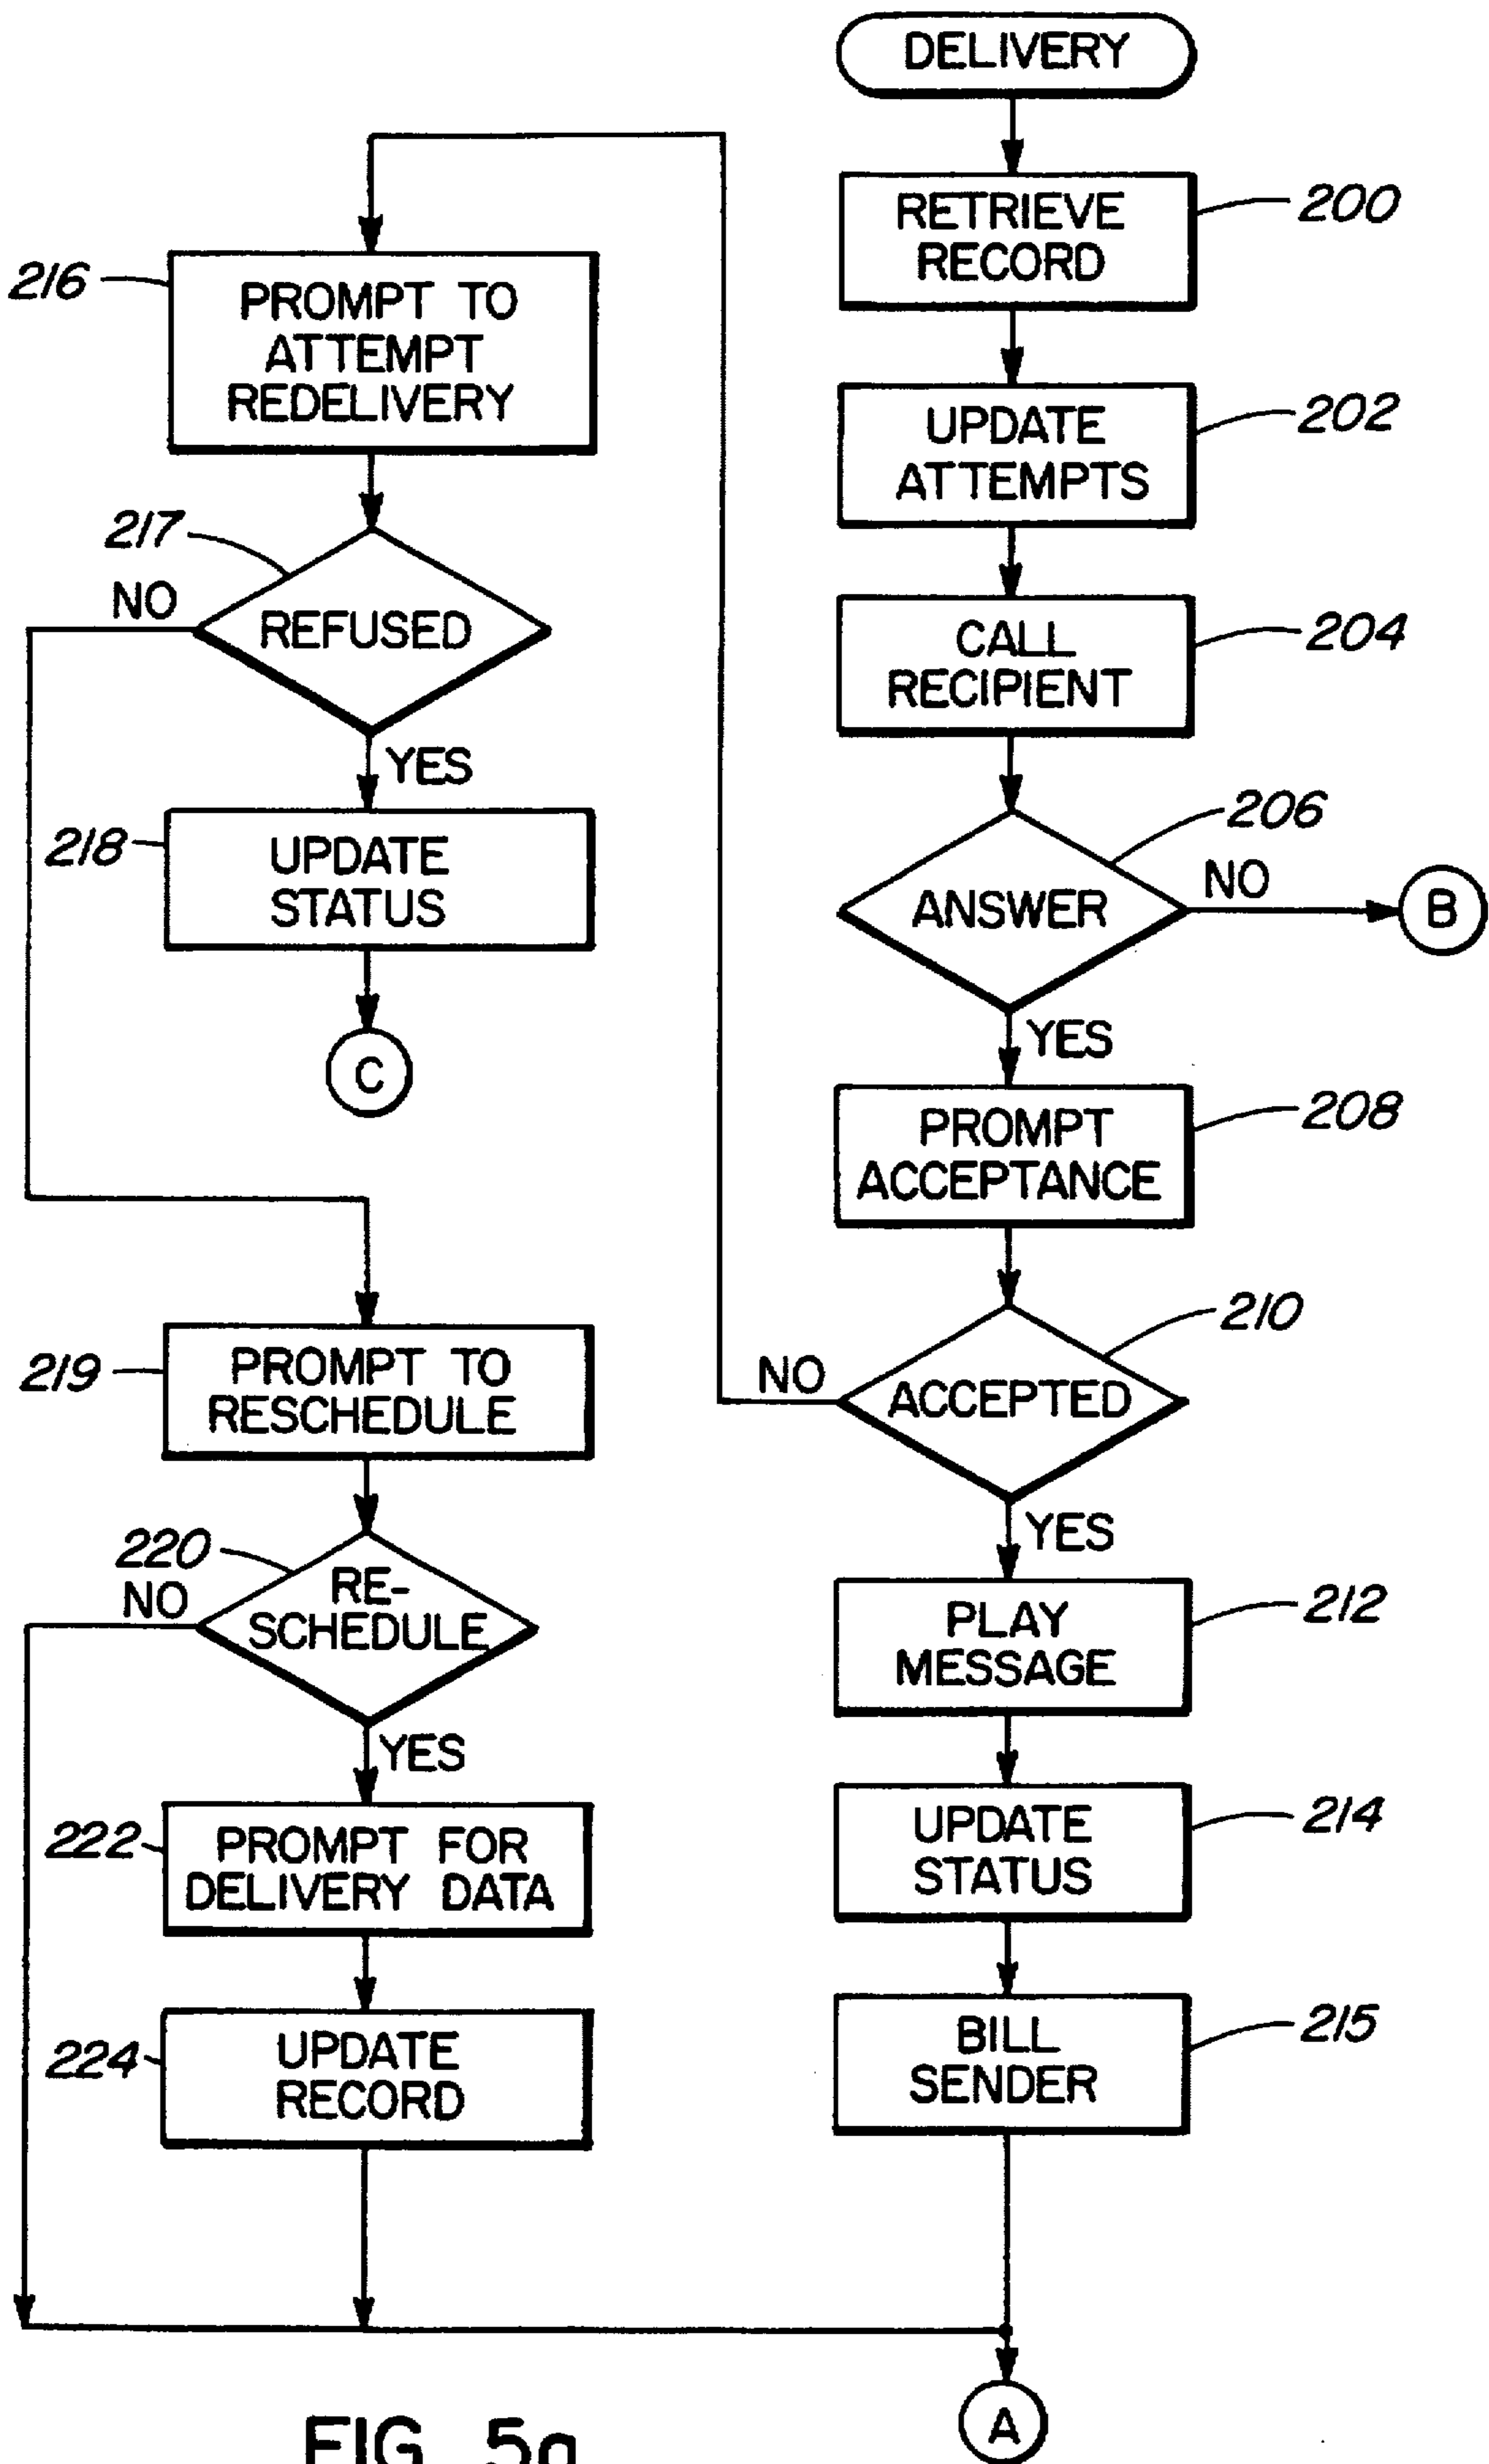 DELIVERY
RETRIEVE
RECORD
200
UPDATE
ATTEMPTS
202
CALL
RECIPIENT
204
ANSWER
206
NO
B
YES
PROMPT
ACCEPTANCE
208
ACCEPTED
210
NO
YES
PLAY
MESSAGE
212
UPDATE
STATUS
214
BILL
SENDER
215
A
216
PROMPT TO
ATTEMPT
REDELIVERY
217
NO
REFUSED
YES
218
UPDATE
STATUS
C
219
PROMPT TO
RESCHEDULE
220
NO
RE-
SCHEDULE
YES
222
PROMPT FOR
DELIVERY DATA
224
UPDATE
RECORD
FIG. 5a